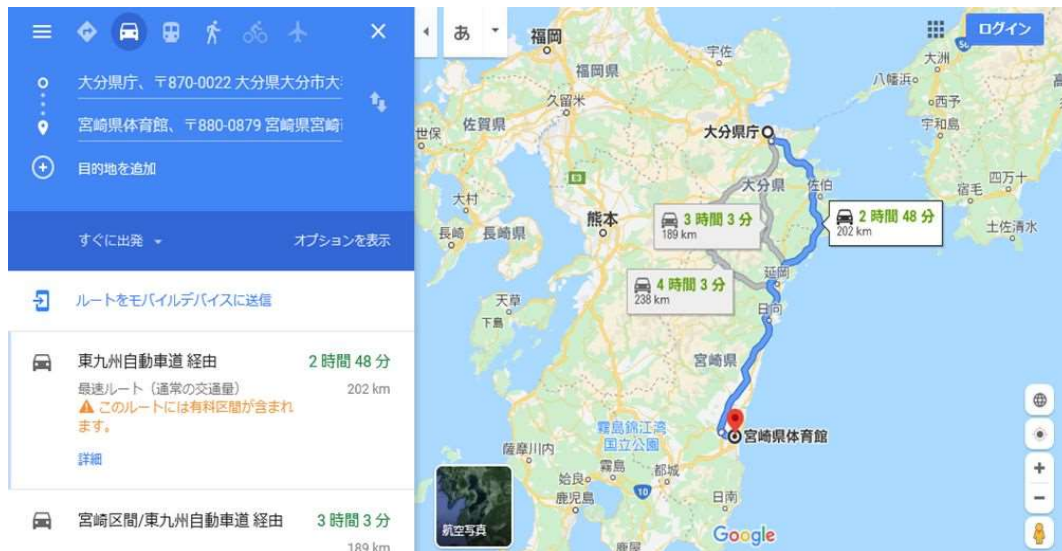 大分県庁、〒870-0022 大分県大分市大
宮崎県体育館、〒880-0879 宮崎県宮崎
目的地を追加
すぐに出発
オプションを表示
ルートをモバイルデバイスに送信
東九州自動車道 経由
2 時間 48 分
最速ルート（通常の交通量）
202 km
このルートには有料区間が含まれ
ます。
詳細
宮崎区間/東九州自動車道 経由
3 時間 3 分
189 km
あ
ログイン
福岡
宇佐
大洲
福岡県
八幡浜
久留米
西予
世保
佐賀県
大分県庁
宇和島
E3
大分県
佐伯
四万十
宿毛
大村
熊本
3 時間 3 分
189 km
2 時間 48 分
202 km
土佐清水
長崎
長崎県
延岡
4 時間 3 分
238 km
天草
下島
日向
宮崎県
霧島錦江湾
国立公園
宮崎県体育館
薩摩川内
霧島
都城
姶良
鹿児島
10
日南
航空写真
Google
鹿屋